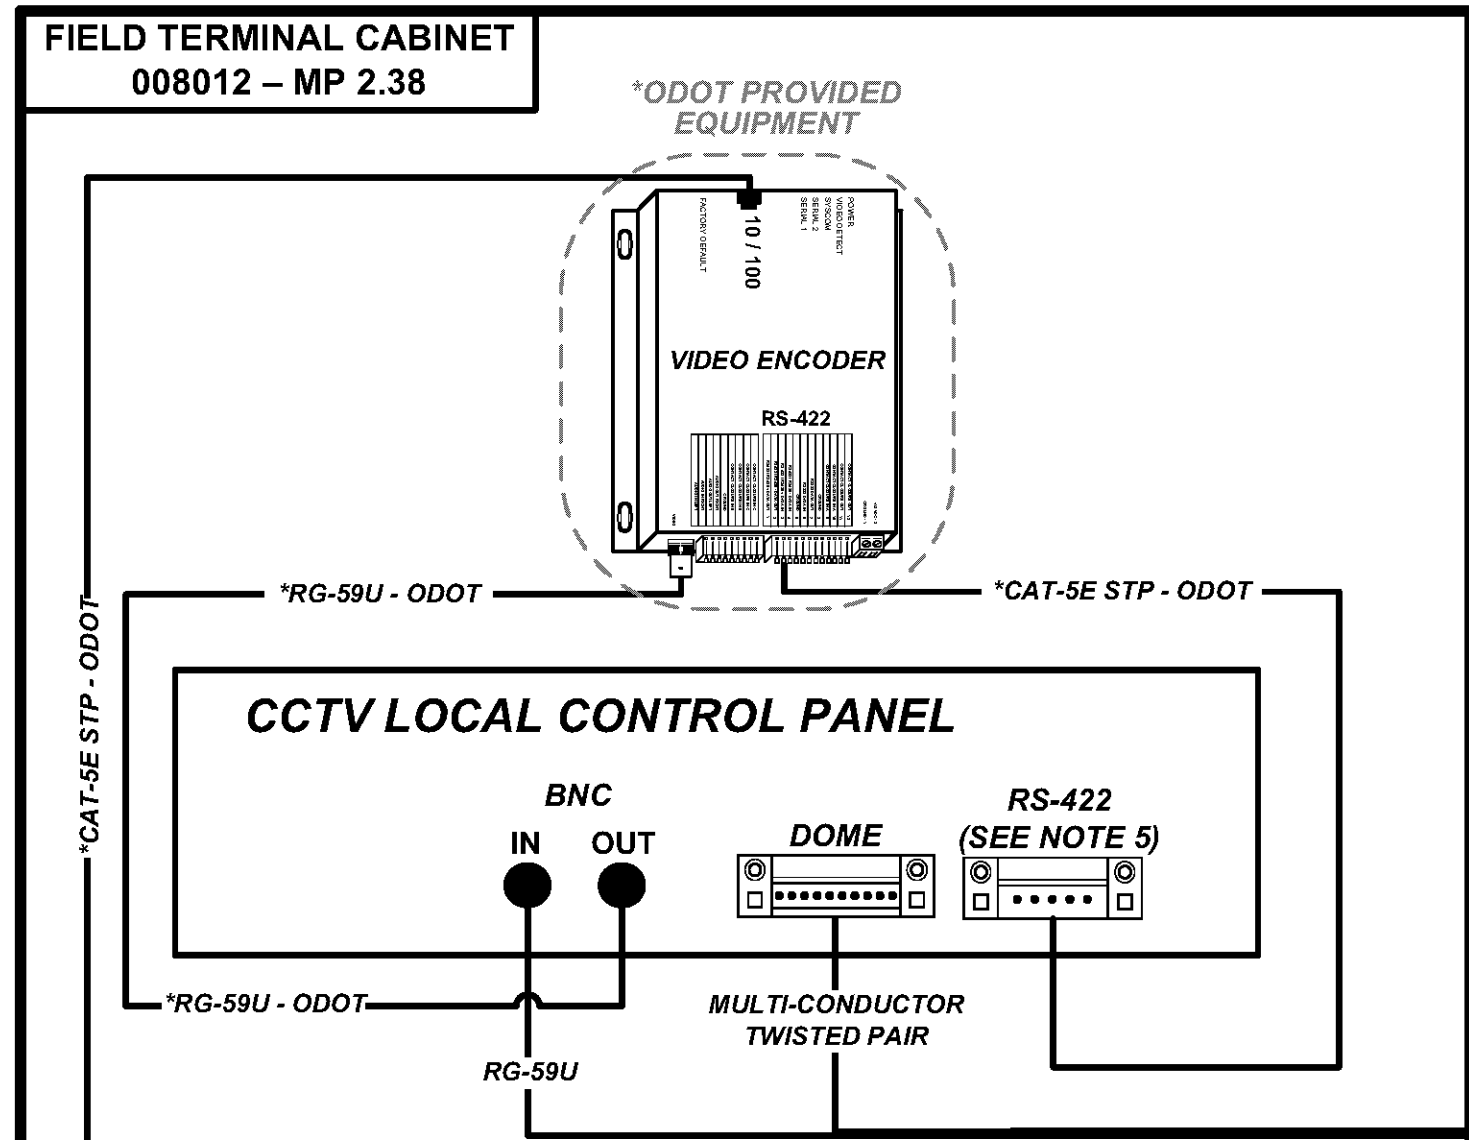 FIELD TERMINAL CABINET
008012 – MP 2.38
*ODOT PROVIDED
EQUIPMENT
POWER
VIDEO DETECT
SYSCOM
SERIAL 2
SERIAL 1
10 / 100
FACTORY DEFAULT
VIDEO ENCODER
RS-422
VIDEO
*RG-59U - ODOT
*CAT-5E STP - ODOT
*CAT-5E STP - ODOT
CCTV LOCAL CONTROL PANEL
BNC
IN
OUT
DOME
RS-422
(SEE NOTE 5)
*RG-59U - ODOT
MULTI-CONDUCTOR
TWISTED PAIR
RG-59U